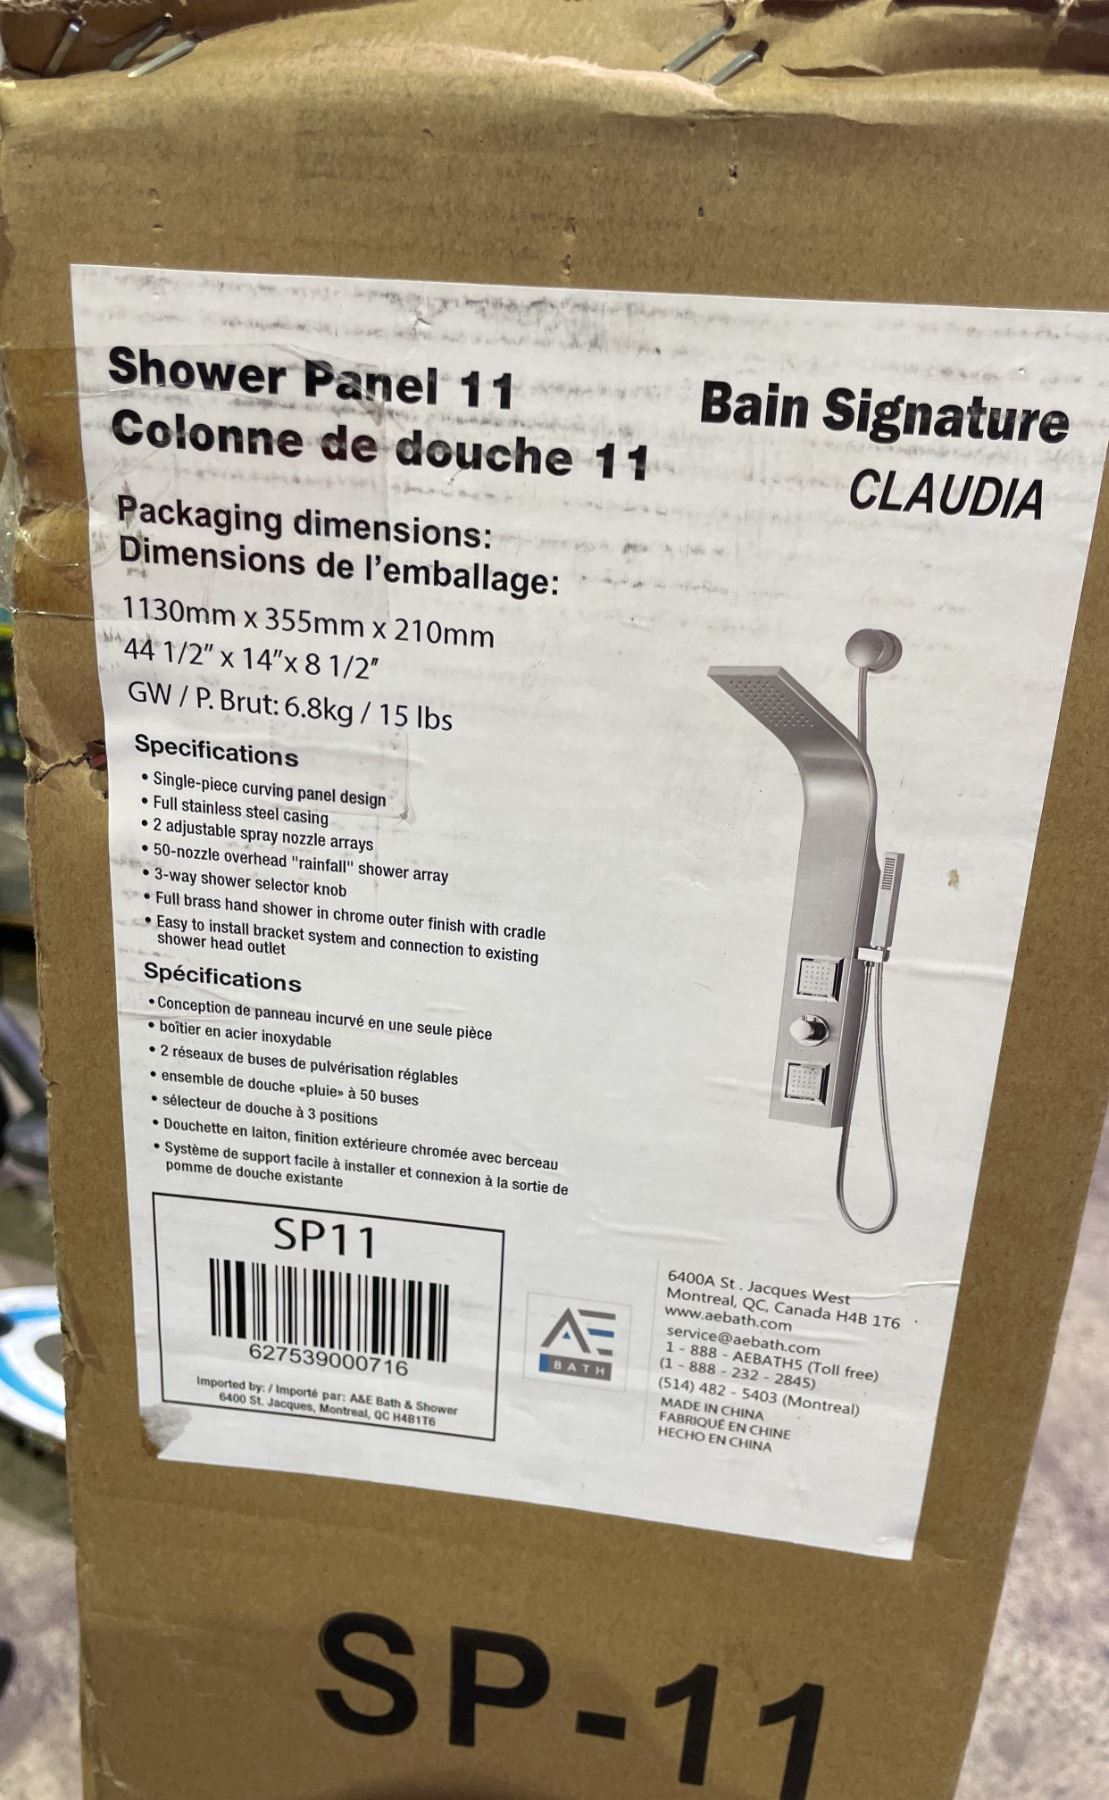 Shower Panel 11
Colonne de douche 11
Bain Signature
CLAUDIA
Packaging dimensions:
Dimensions de l'emballage:
1130mm x 355mm x 210mm
44 1/2" x 14"x 8 1/2"
GW / P. Brut: 6.8kg / 15 lbs
Specifications
• Single-piece curving panel design
• Full stainless steel casing
• 2 adjustable spray nozzle arrays
• 50-nozzle overhead "rainfall" shower array
• 3-way shower selector knob
• Full brass hand shower in chrome outer finish with cradle
• Easy to install bracket system and connection to existing
shower head outlet
Spécifications
• Conception de panneau incurvé en une seule pièce
• boîtier en acier inoxydable
• 2 réseaux de buses de pulvérisation réglables
• ensemble de douche «pluie» à 50 buses
• sélecteur de douche à 3 positions
• Douchette en laiton, finition extérieure chromée avec berceau
• Système de support facile à installer et connexion à la sortie de
pomme de douche existante
SP11
627539000716
Imported by: / Importé par: A&E Bath & Shower
6400 St. Jacques, Montreal, QC H4B1T6
AE
BATH
6400A St . Jacques West
Montreal, QC, Canada H4B 1T6
www.aebath.com
service@aebath.com
1 - 888 - AEBATH5 (Toll free)
(1 - 888 - 232 - 2845)
(514) 482 - 5403 (Montreal)
MADE IN CHINA
FABRIQUÉ EN CHINE
HECHO EN CHINA
SP-11